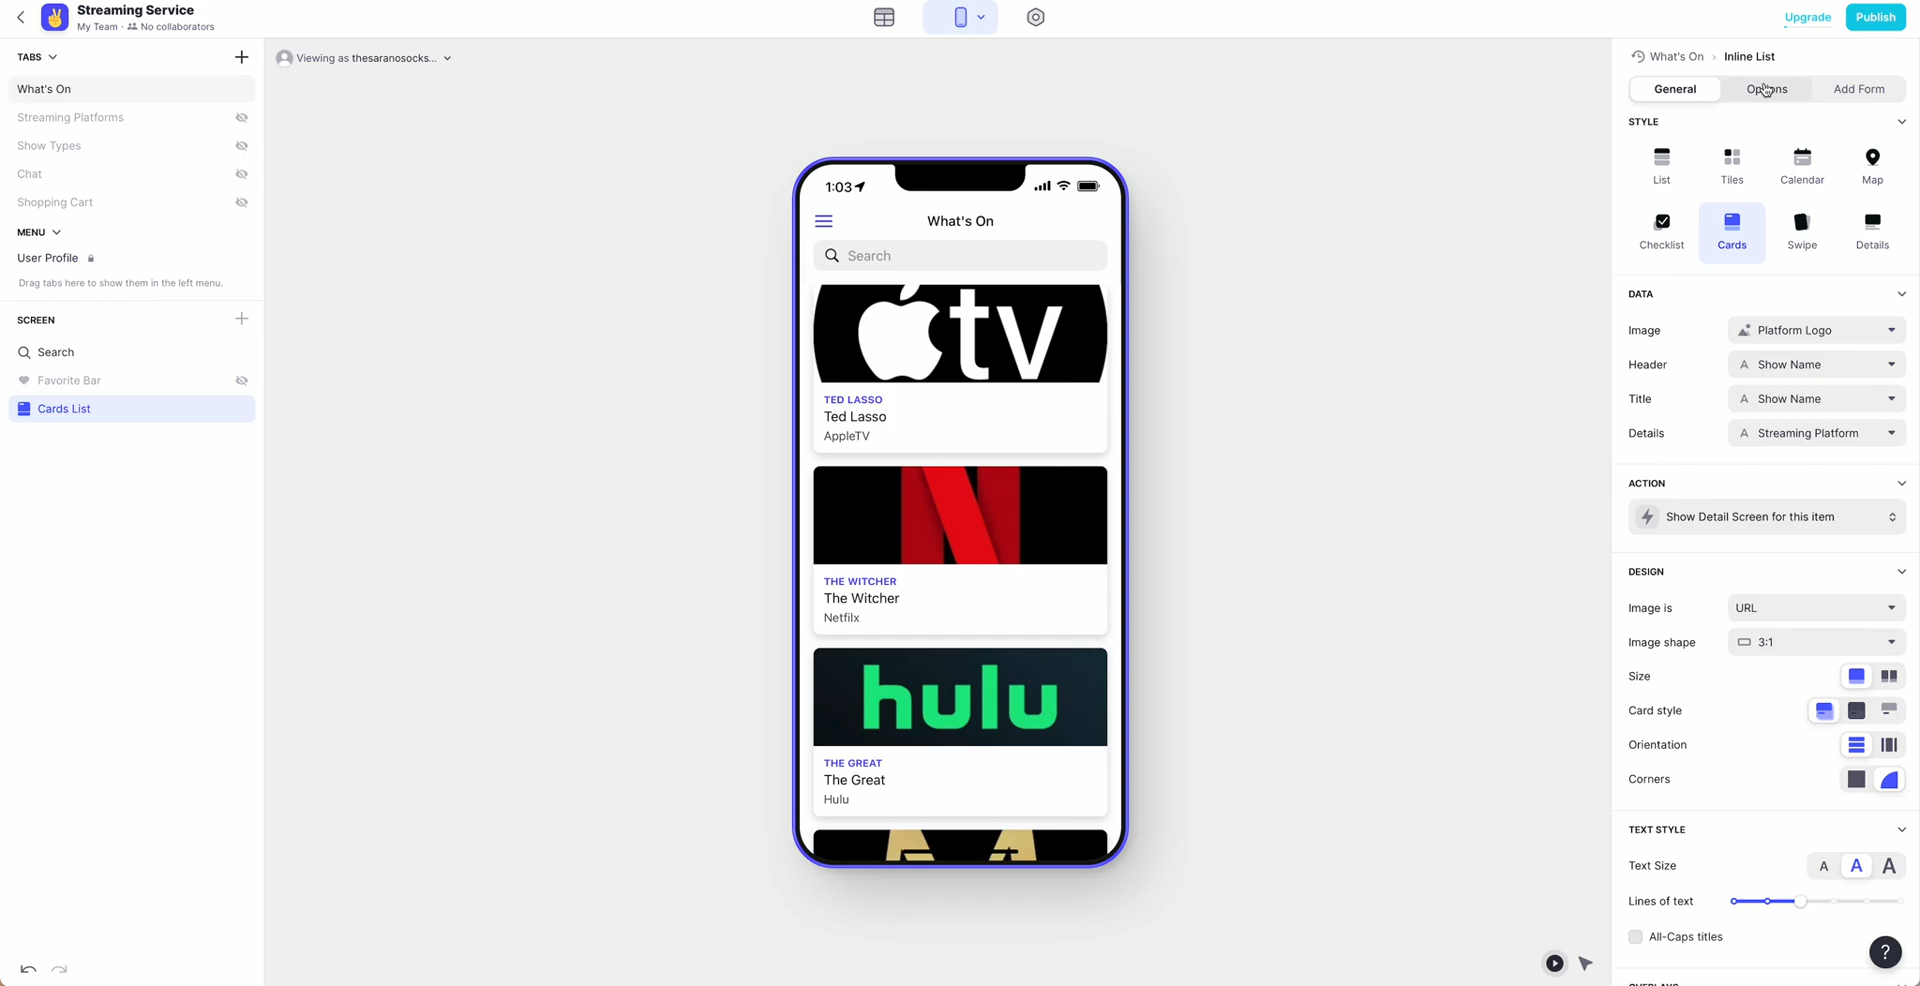 Streaming Service
My Team · No collaborators
Upgrade
Publish
TABS
What's On
Streaming Platforms
Show Types
Chat
Shopping Cart
MENU
User Profile
Drag tabs here to show them in the left menu.
SCREEN
Search
Favorite Bar
Cards List
Viewing as thesaranosocks...
1:03
What's On
Search
tv
TED LASSO
Ted Lasso
AppleTV
N
THE WITCHER
The Witcher
Netfilx
hulu
THE GREAT
The Great
Hulu
What's On › Inline List
General
Options
Add Form
STYLE
List
Tiles
Calendar
Map
Checklist
Cards
Swipe
Details
DATA
Image
Platform Logo
Header
A Show Name
Title
A Show Name
Details
A Streaming Platform
ACTION
Show Detail Screen for this item
DESIGN
Image is
URL
Image shape
3:1
Size
Card style
Orientation
Corners
TEXT STYLE
Text Size
A A A
Lines of text
All-Caps titles
?
OVERLAYS